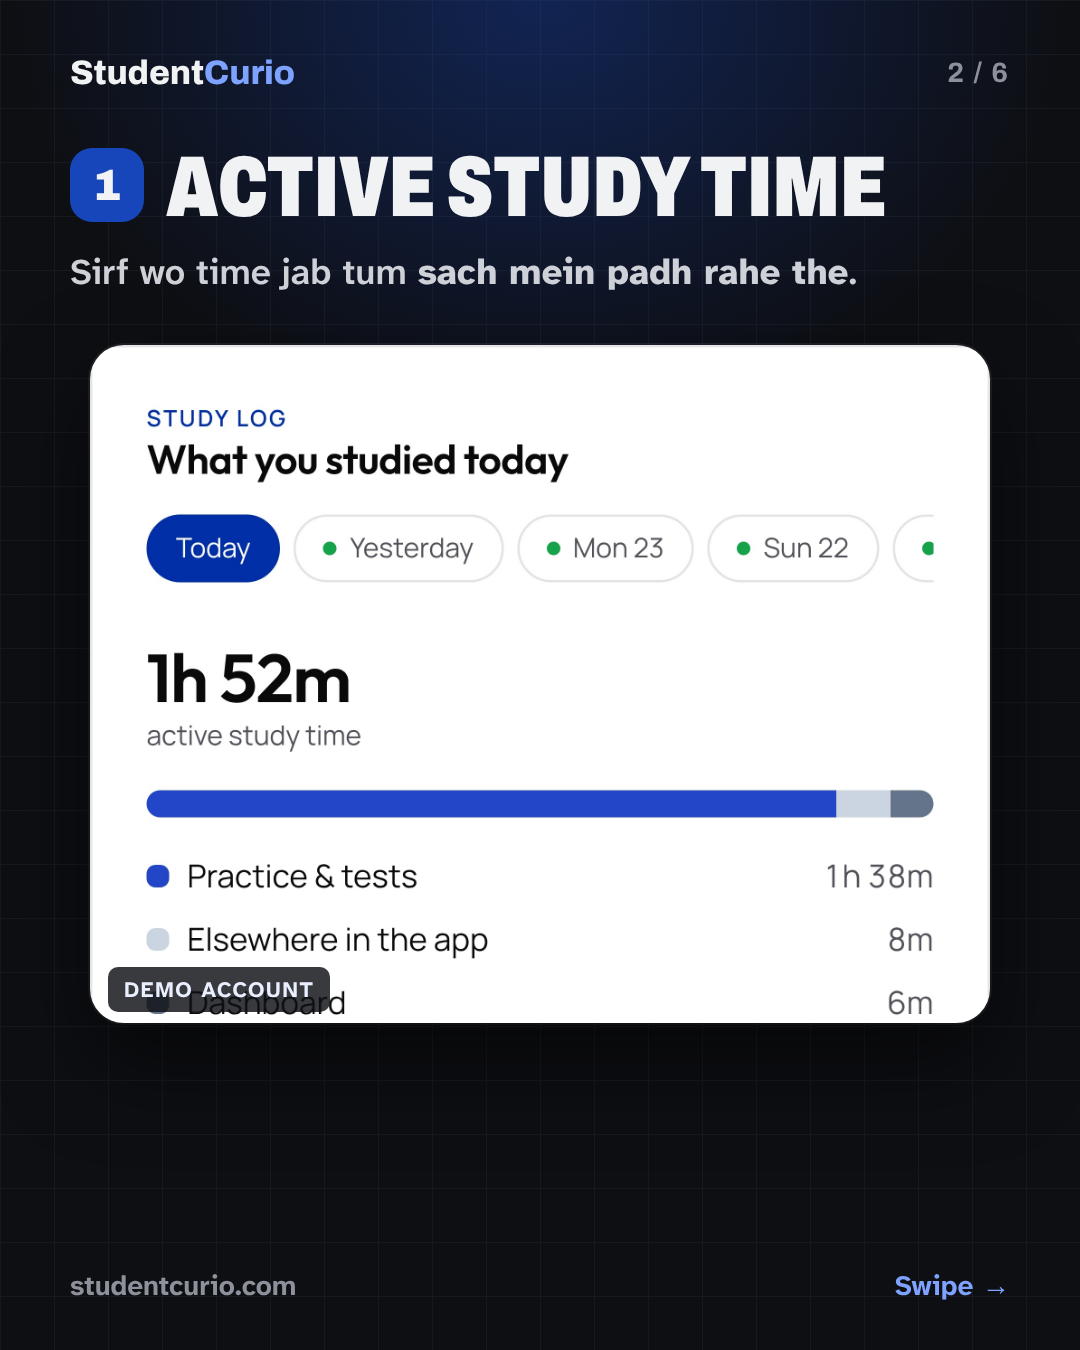 StudentCurio
2 / 6
1 ACTIVE STUDY TIME
Sirf wo time jab tum sach mein padh rahe the.
STUDY LOG
What you studied today
Today Yesterday Mon 23 Sun 22
1h 52m
active study time
Practice & tests 1h 38m
Elsewhere in the app 8m
DEMO ACCOUNT
Dashboard 6m
studentcurio.com
Swipe →